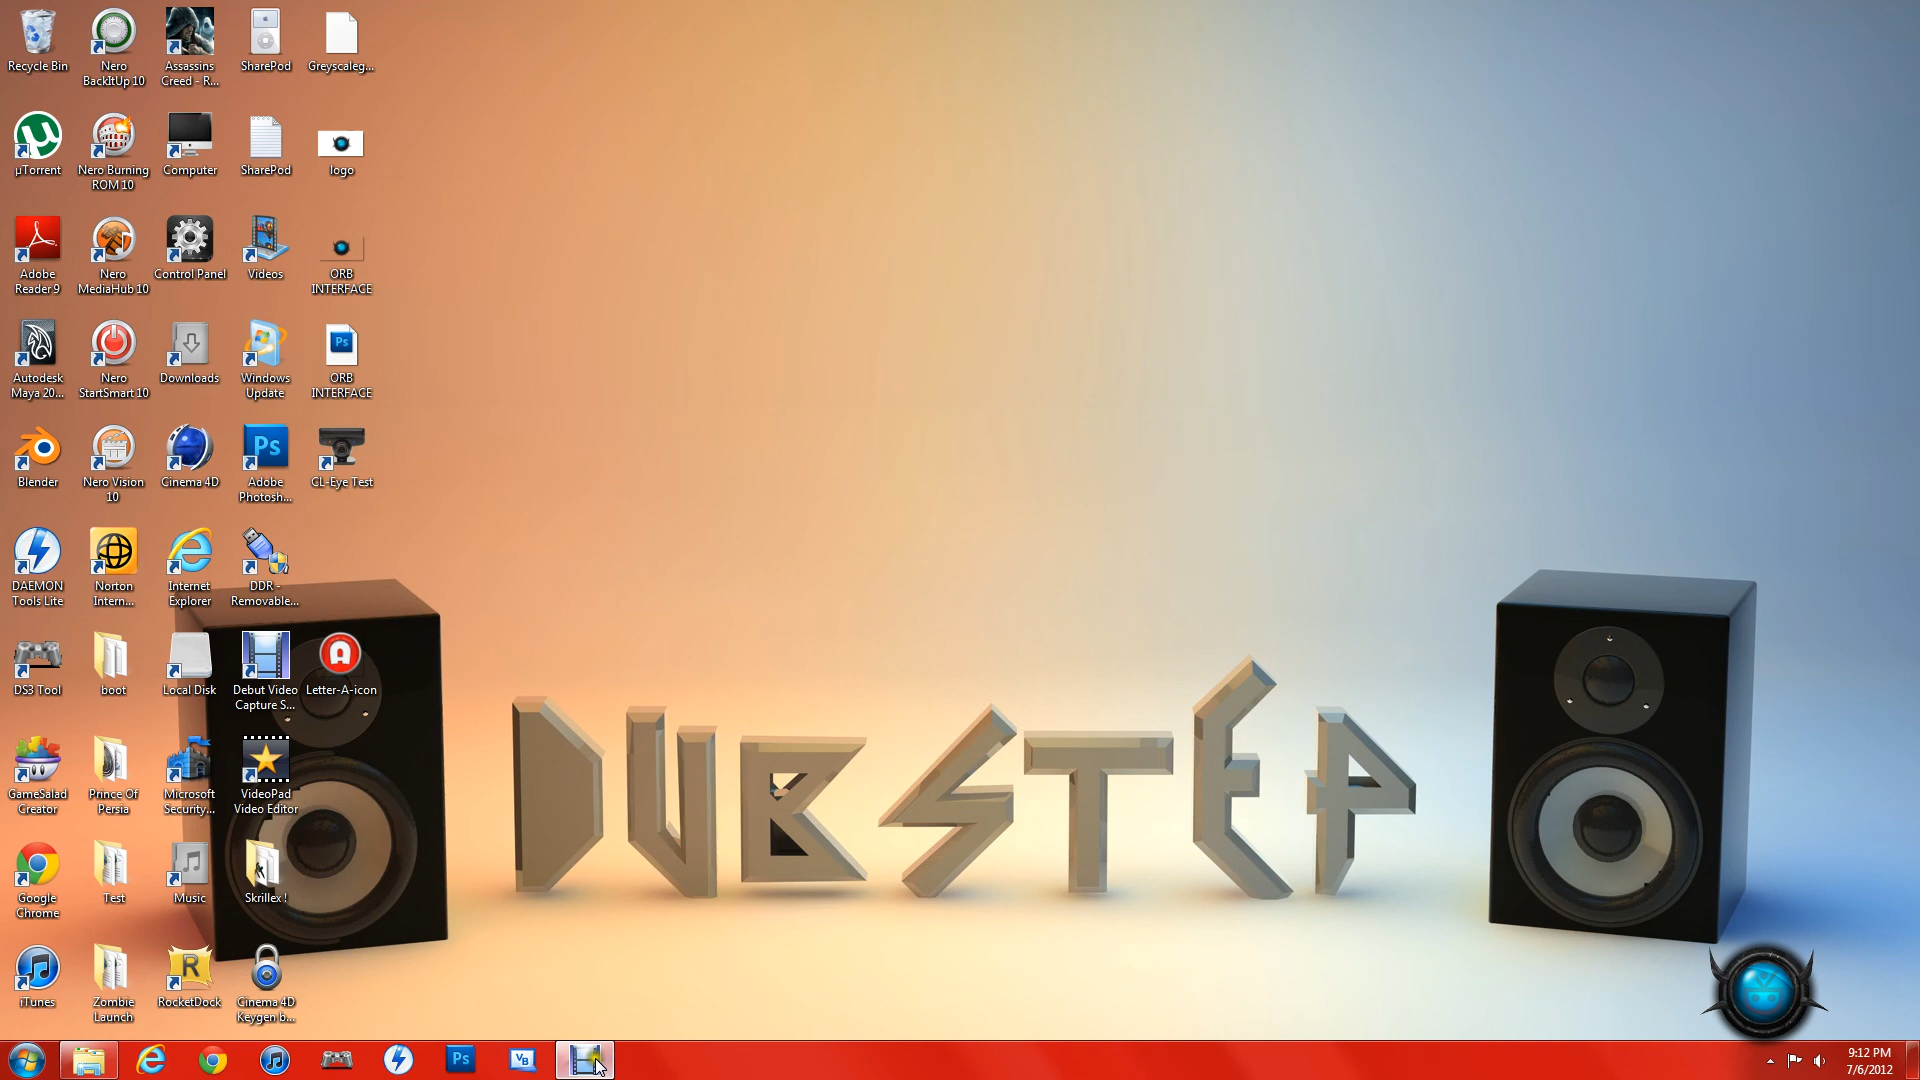 Recycle Bin
Nero
BackItUp 10
Assassins
Creed - R...
SharePod
Greyscaleg...
µTorrent
Nero Burning
ROM 10
Computer
SharePod
logo
Adobe
Reader 9
Nero
MediaHub 10
Control Panel
Videos
ORB
INTERFACE
Autodesk
Maya 20...
Nero
StartSmart 10
Downloads
Windows
Update
Ps
ORB
INTERFACE
Blender
Nero Vision
10
Cinema 4D
Ps
Adobe
Photosh...
CL-Eye Test
DAEMON
Tools Lite
Norton
Intern...
Internet
Explorer
DDR -
Removable...
DS3 Tool
boot
Local Disk
Debut Video
Capture S...
A
Letter-A-icon
GameSalad
Creator
Prince Of
Persia
Microsoft
Security...
VideoPad
Video Editor
Google
Chrome
Test
Music
Skrillex !
iTunes
Zombie
Launch
R
RocketDock
Cinema 4D
Keygen b...
DUBSTEP
Ps
VB
9:12 PM
7/6/2012